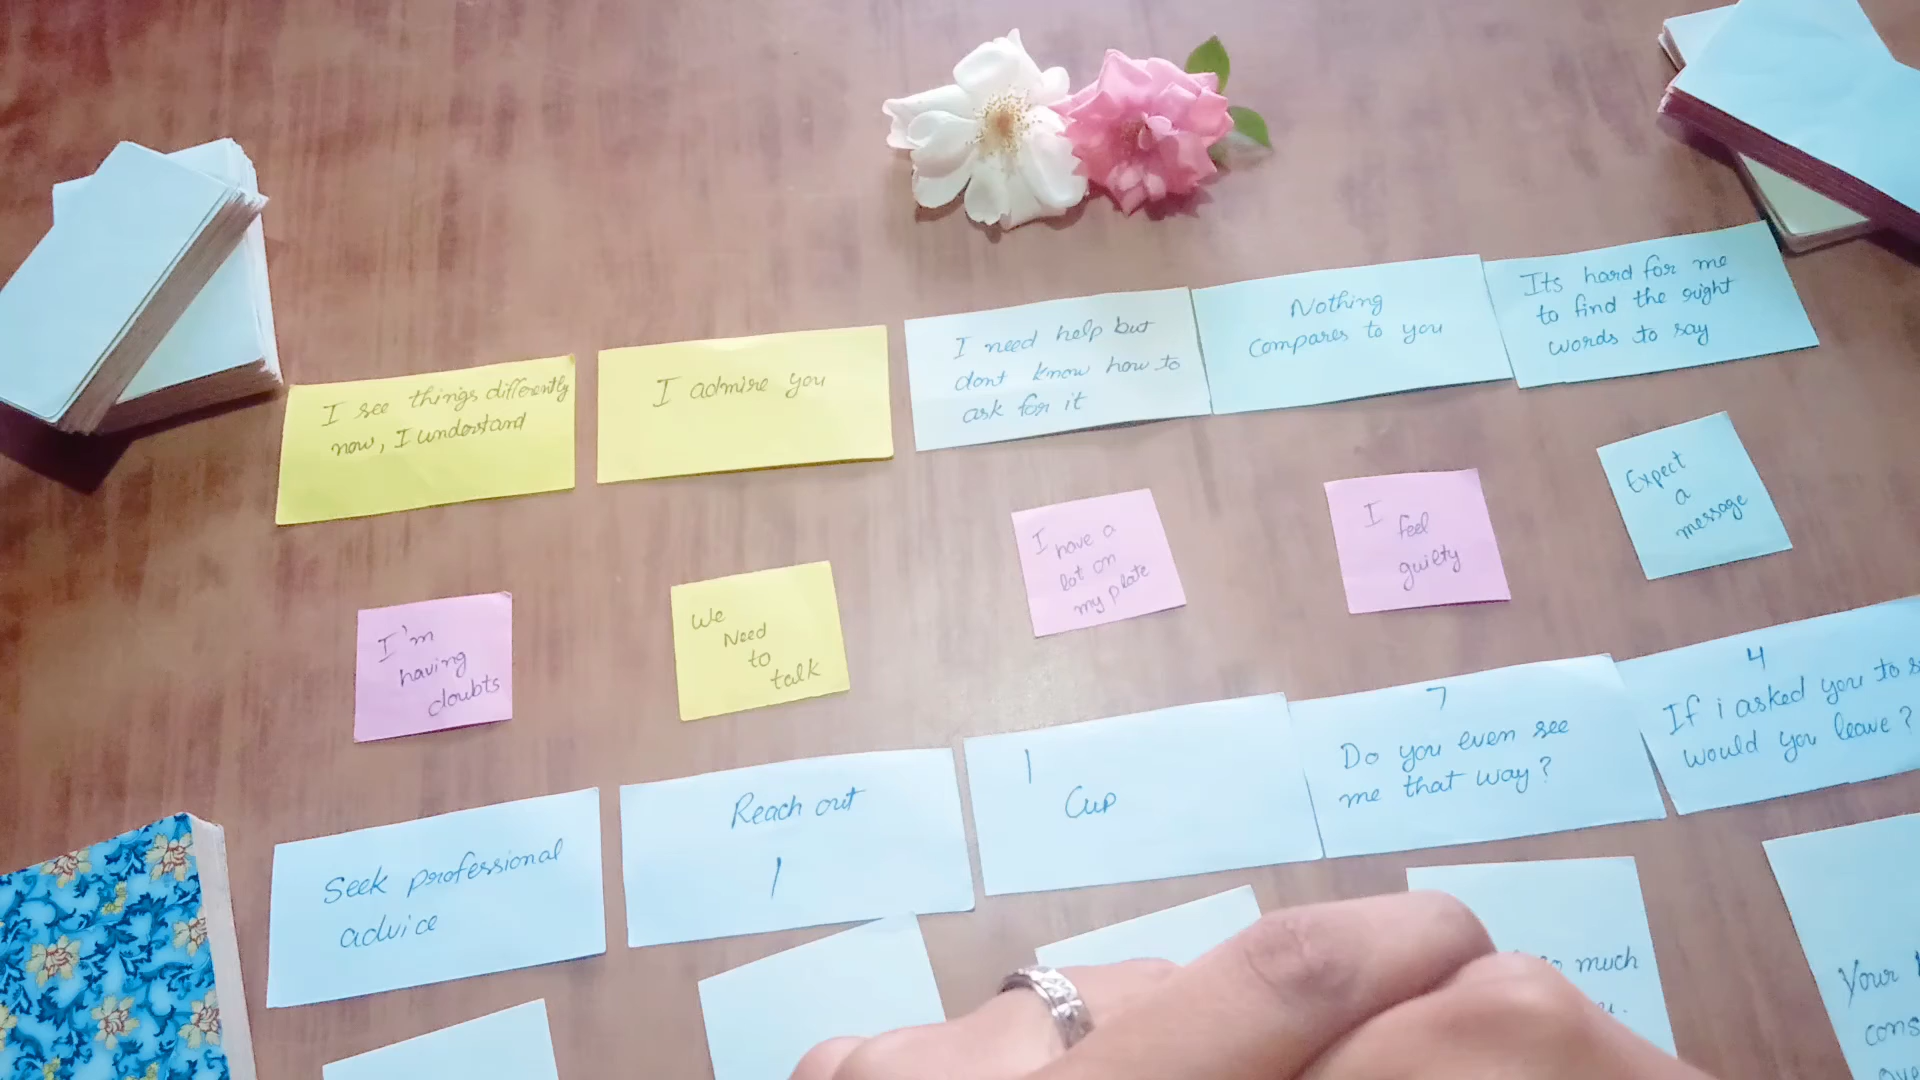 I see things differently
now, I understand
I admire you
I need help but
dont know how to
ask for it
Nothing
compares to you
Its hard for me
to find the right
words to say
I'm
having
doubts
We
Need
to
talk
I have a
lot on
my plate
I
feel
guilty
Expect
a
message
Seek professional
advice
Reach out
1
1
Cup
7
Do you even see
me that way?
4
If i asked you to
would you leave?
much
Your